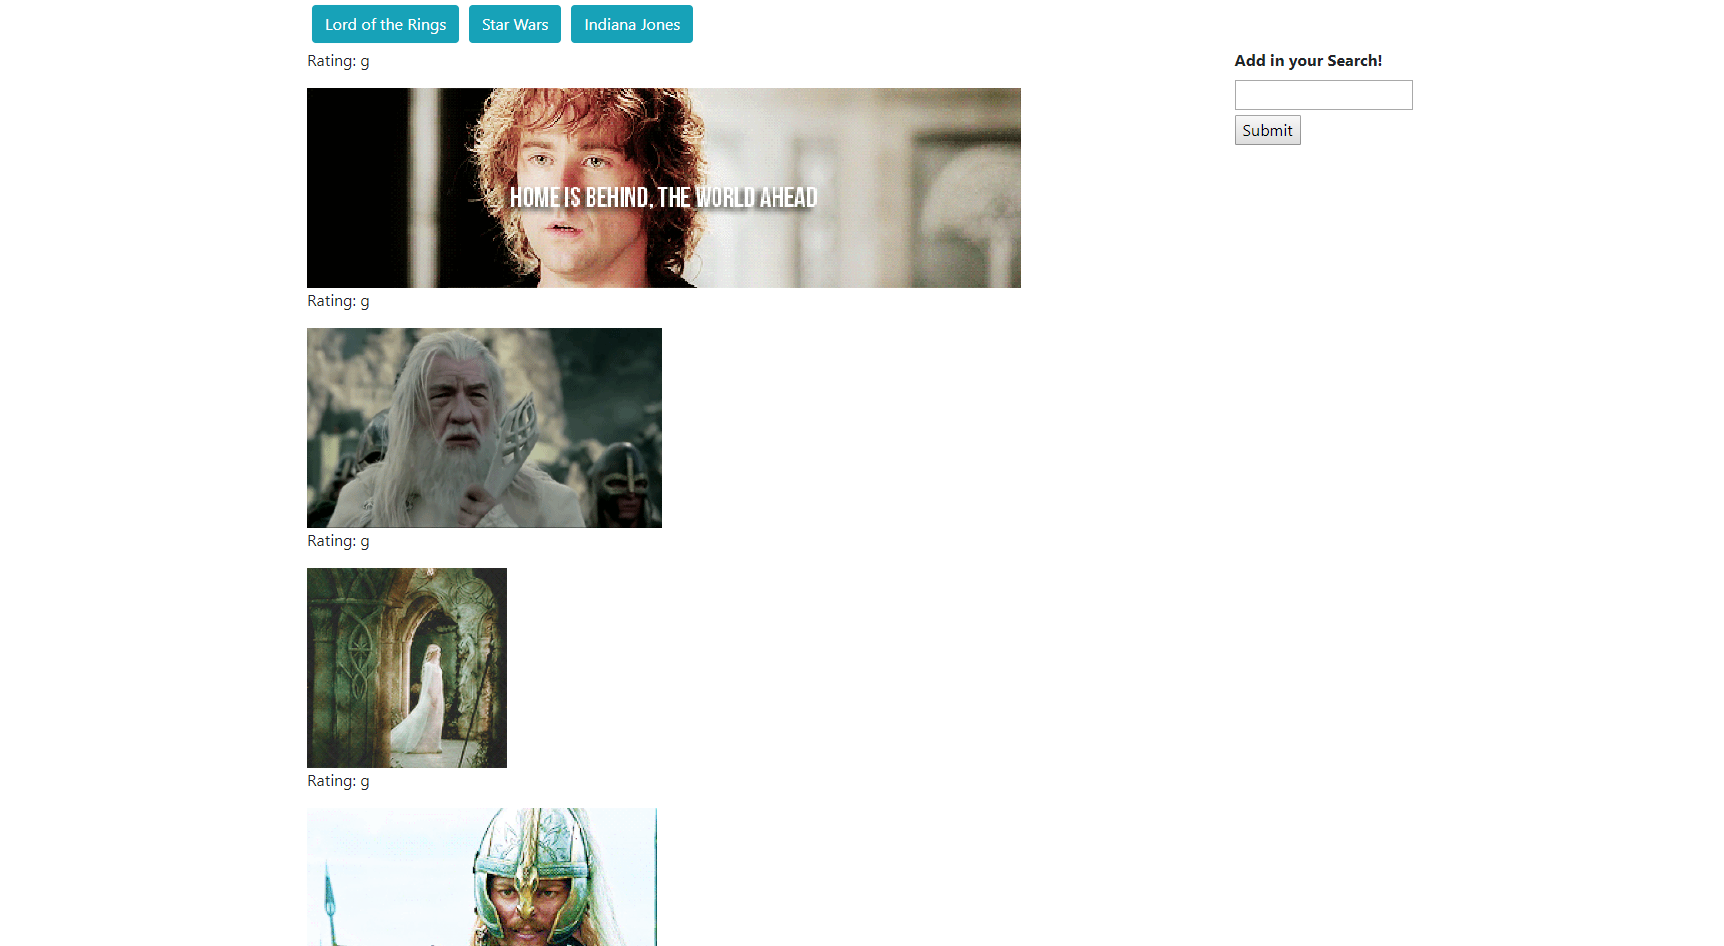 Lord of the Rings
Star Wars
Indiana Jones
Rating: g
Add in your Search!
Submit
HOME IS BEHIND, THE WORLD AHEAD
Rating: g
Rating: g
Rating: g